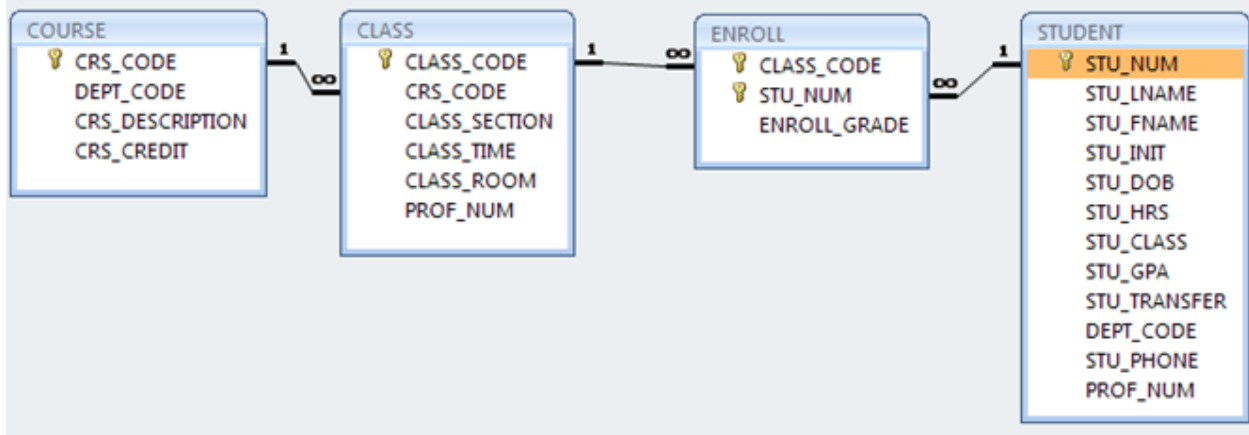 COURSE
CRS_CODE
DEPT_CODE
CRS_DESCRIPTION
CRS_CREDIT
1
∞
CLASS
CLASS_CODE
CRS_CODE
CLASS_SECTION
CLASS_TIME
CLASS_ROOM
PROF_NUM
1
∞
ENROLL
CLASS_CODE
STU_NUM
ENROLL_GRADE
∞
1
STUDENT
STU_NUM
STU_LNAME
STU_FNAME
STU_INIT
STU_DOB
STU_HRS
STU_CLASS
STU_GPA
STU_TRANSFER
DEPT_CODE
STU_PHONE
PROF_NUM